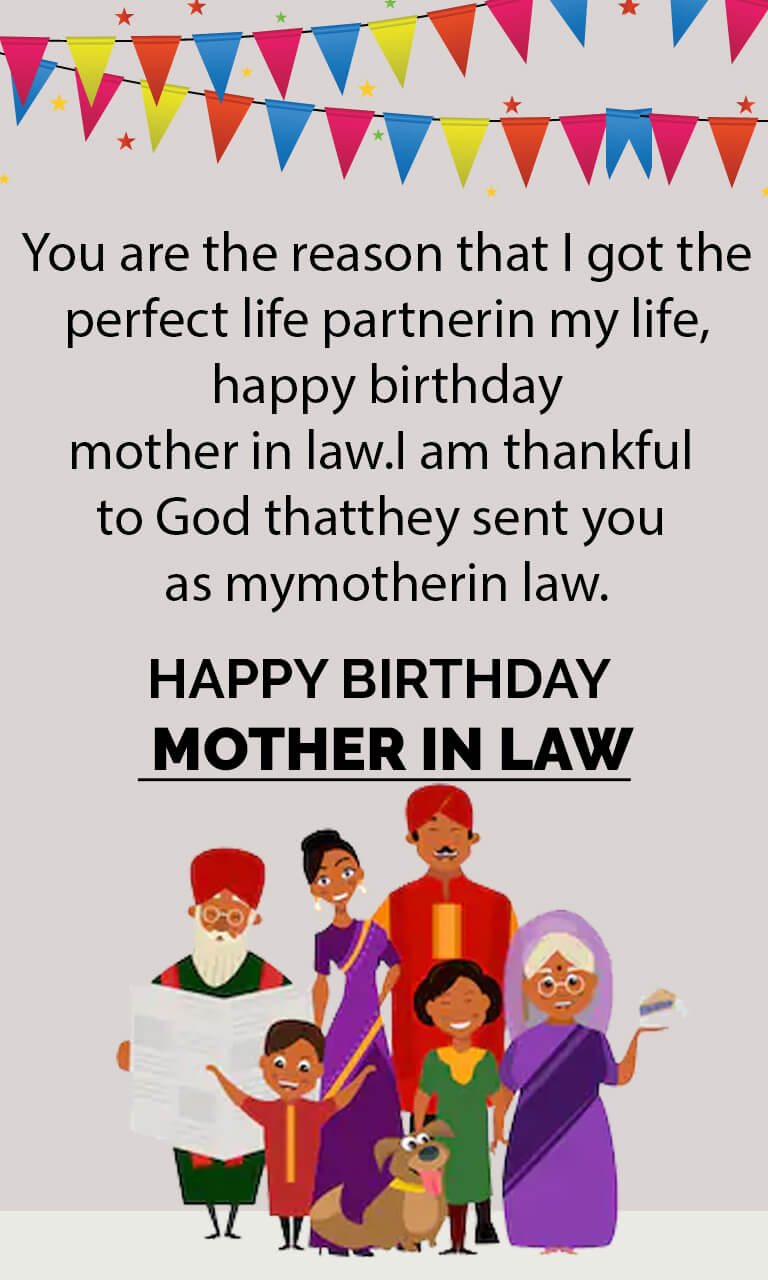 You are the reason that I got the
perfect life partnerin my life,
happy birthday
mother in law.I am thankful
to God thatthey sent you
as mymotherin law.
HAPPY BIRTHDAY
MOTHER IN LAW